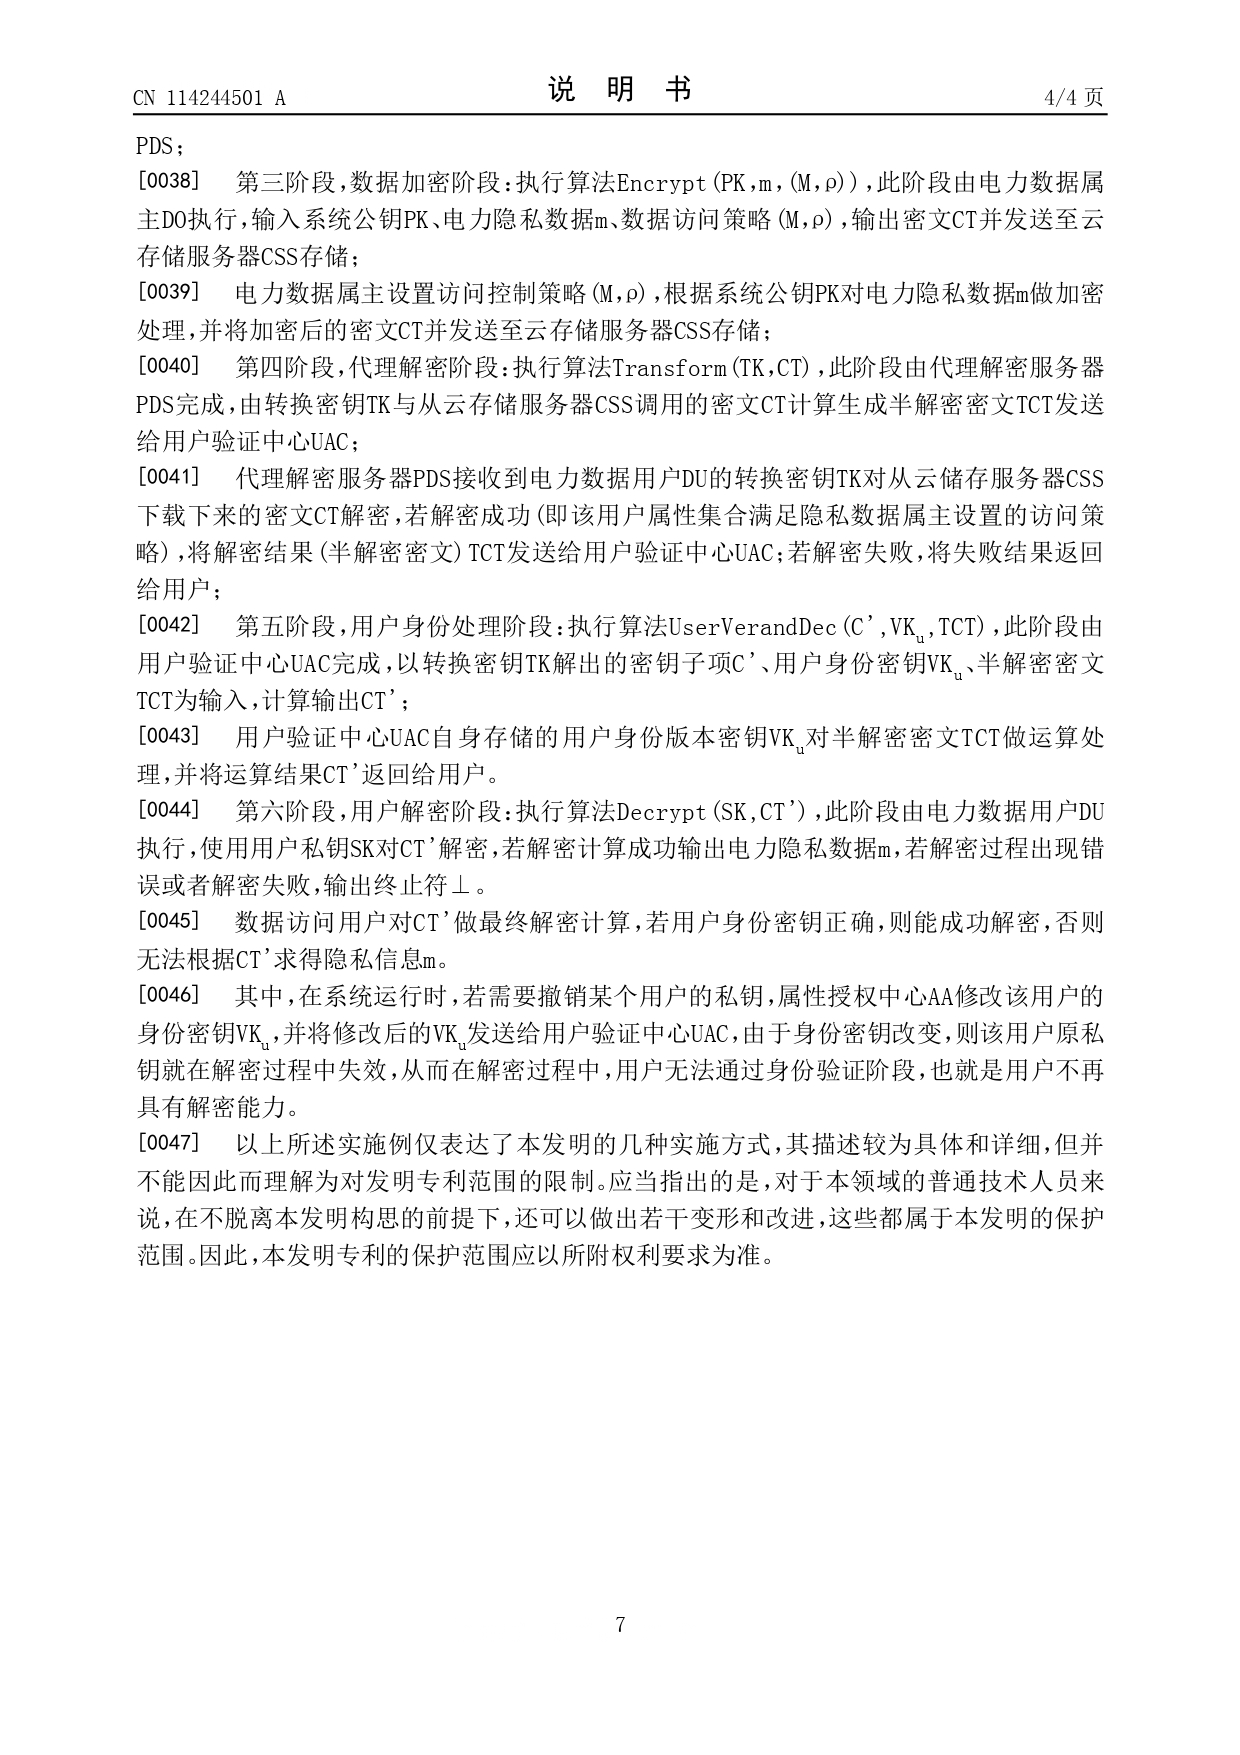 CN 114244501 A
说 明 书
4/4 页
PDS;
[0038] 第三阶段,数据加密阶段:执行算法Encrypt(PK,m,(M,ρ)),此阶段由电力数据属
主DO执行,输入系统公钥PK、电力隐私数据m、数据访问策略(M,ρ),输出密文CT并发送至云
存储服务器CSS存储;
[0039] 电力数据属主设置访问控制策略(M,ρ),根据系统公钥PK对电力隐私数据m做加密
处理,并将加密后的密文CT并发送至云存储服务器CSS存储;
[0040] 第四阶段,代理解密阶段:执行算法Transform(TK,CT),此阶段由代理解密服务器
PDS完成,由转换密钥TK与从云存储服务器CSS调用的密文CT计算生成半解密密文TCT发送
给用户验证中心UAC;
[0041] 代理解密服务器PDS接收到电力数据用户DU的转换密钥TK对从云储存服务器CSS
下载下来的密文CT解密,若解密成功(即该用户属性集合满足隐私数据属主设置的访问策
略),将解密结果(半解密密文)TCT发送给用户验证中心UAC;若解密失败,将失败结果返回
给用户;
[0042] 第五阶段,用户身份处理阶段:执行算法UserVerandDec(C’,VKu,TCT),此阶段由
用户验证中心UAC完成,以转换密钥TK解出的密钥子项C’、用户身份密钥VKu、半解密密文
TCT为输入,计算输出CT’;
[0043] 用户验证中心UAC自身存储的用户身份版本密钥VKu对半解密密文TCT做运算处
理,并将运算结果CT’返回给用户。
[0044] 第六阶段,用户解密阶段:执行算法Decrypt(SK,CT’),此阶段由电力数据用户DU
执行,使用用户私钥SK对CT’解密,若解密计算成功输出电力隐私数据m,若解密过程出现错
误或者解密失败,输出终止符⊥。
[0045] 数据访问用户对CT’做最终解密计算,若用户身份密钥正确,则能成功解密,否则
无法根据CT’求得隐私信息m。
[0046] 其中,在系统运行时,若需要撤销某个用户的私钥,属性授权中心AA修改该用户的
身份密钥VKu,并将修改后的VKu发送给用户验证中心UAC,由于身份密钥改变,则该用户原私
钥就在解密过程中失效,从而在解密过程中,用户无法通过身份验证阶段,也就是用户不再
具有解密能力。
[0047] 以上所述实施例仅表达了本发明的几种实施方式,其描述较为具体和详细,但并
不能因此而理解为对发明专利范围的限制。应当指出的是,对于本领域的普通技术人员来
说,在不脱离本发明构思的前提下,还可以做出若干变形和改进,这些都属于本发明的保护
范围。因此,本发明专利的保护范围应以所附权利要求为准。
7